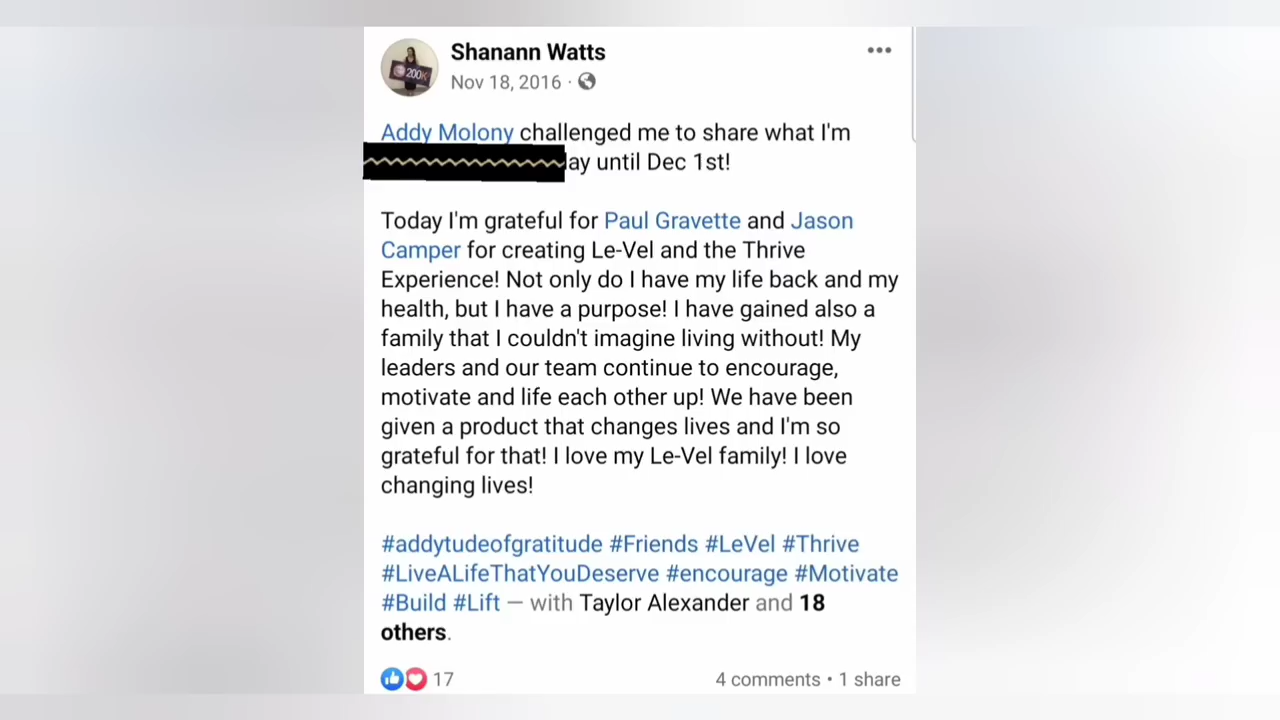 Shanann Watts
Nov 18, 2016 ·
Addy Molony challenged me to share what I'm
until Dec 1st!
Today I'm grateful for Paul Gravette and Jason
Camper for creating Le-Vel and the Thrive
Experience! Not only do I have my life back and my
health, but I have a purpose! I have gained also a
family that I couldn't imagine living without! My
leaders and our team continue to encourage,
motivate and life each other up! We have been
given a product that changes lives and I'm so
grateful for that! I love my Le-Vel family! I love
changing lives!
#addytudeofgratitude #Friends #LeVel #Thrive
#LiveALifeThatYouDeserve #encourage #Motivate
#Build #Lift — with Taylor Alexander and 18
others.
17
4 comments • 1 share